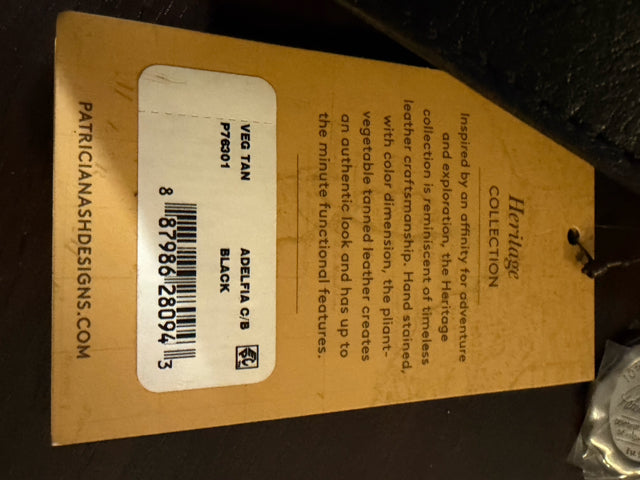 Heritage
COLLECTION
Inspired by an affinity for adventure
and exploration, the Heritage
collection is reminiscent of timeless
leather craftsmanship. Hand stained,
with color dimension, the pliant-
vegetable tanned leather creates
an authentic look and has up to
the minute functional features.
VEG TAN ADELFIA C/B
P76301 BLACK
8 87986 28094 3
PATRICIANASHDESIGNS.COM